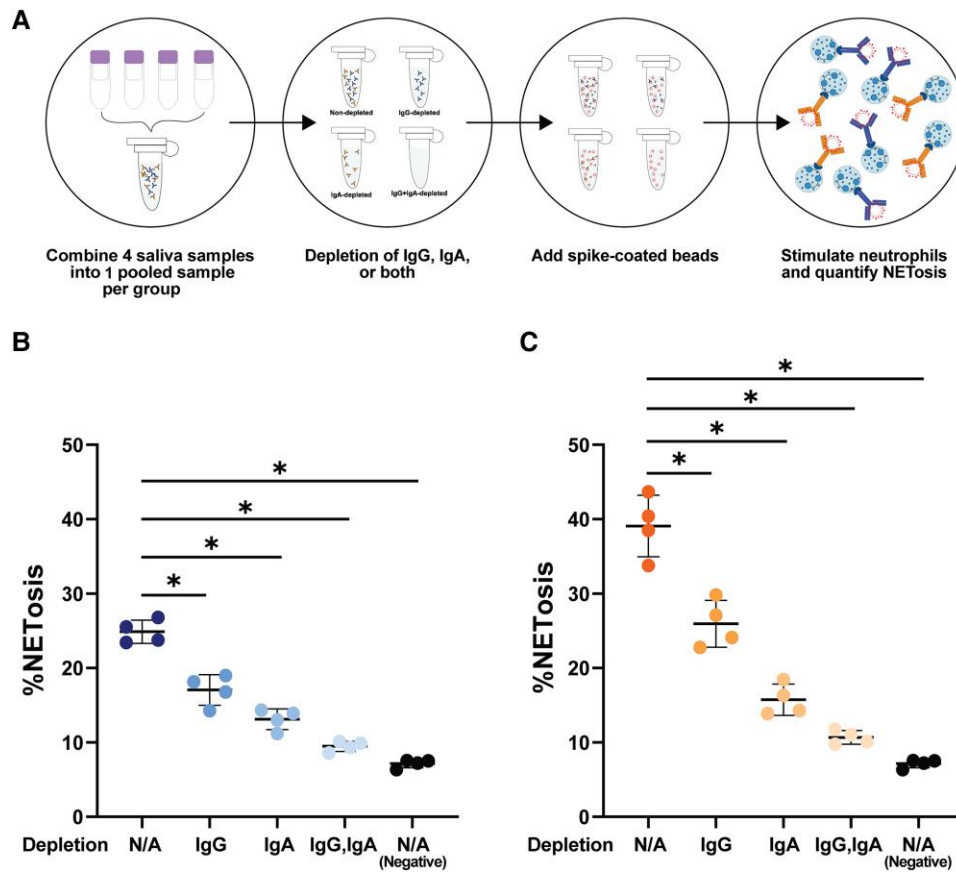 A
Non-depleted
IgG-depleted
IgA-depleted
IgG+IgA-depleted
Combine 4 saliva samples
into 1 pooled sample
per group
Depletion of IgG, IgA,
or both
Add spike-coated beads
Stimulate neutrophils
and quantify NETosis
B
*
*
*
*
%NETosis
50
40
30
20
10
0
Depletion N/A IgG IgA IgG,IgA N/A
(Negative)
C
*
*
*
*
%NETosis
50
40
30
20
10
0
Depletion N/A IgG IgA IgG,IgA N/A
(Negative)